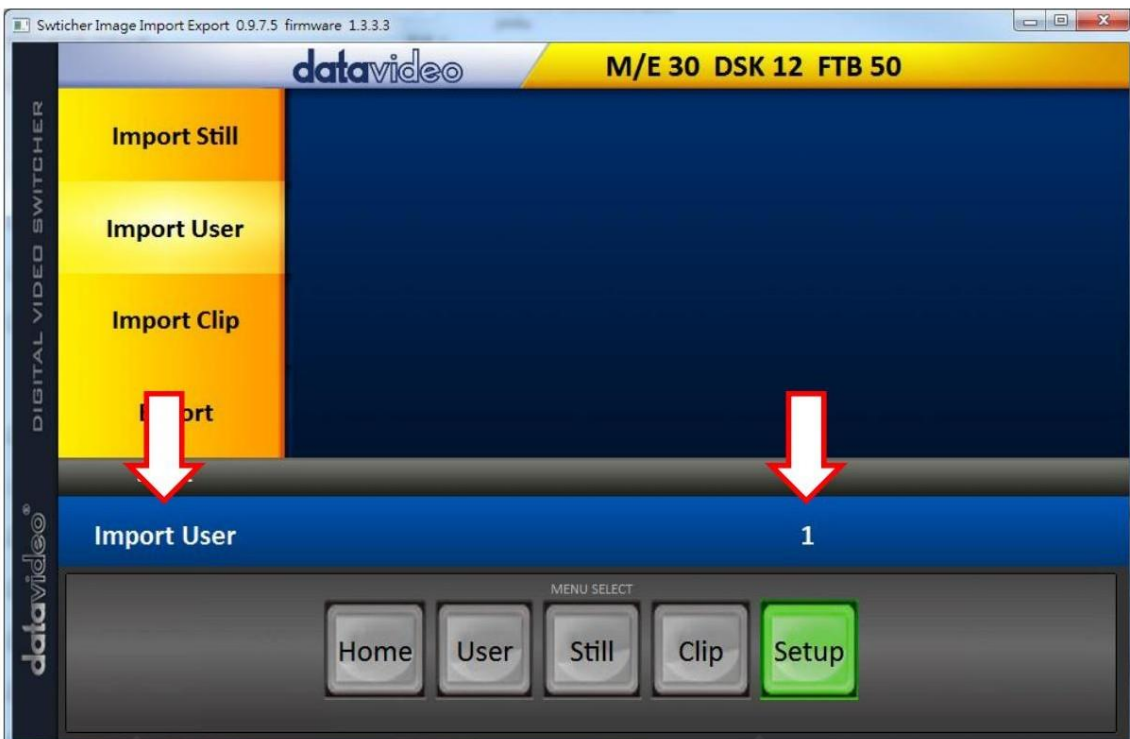 Swticher Image Import Export 0.9.7.5 firmware 1.3.3.3
datavideo M/E 30 DSK 12 FTB 50
Import Still
Import User
Import Clip
DIGITAL VIDEO SWITCHER
datavideo
Import User 1
MENU SELECT
Home User Still Clip Setup